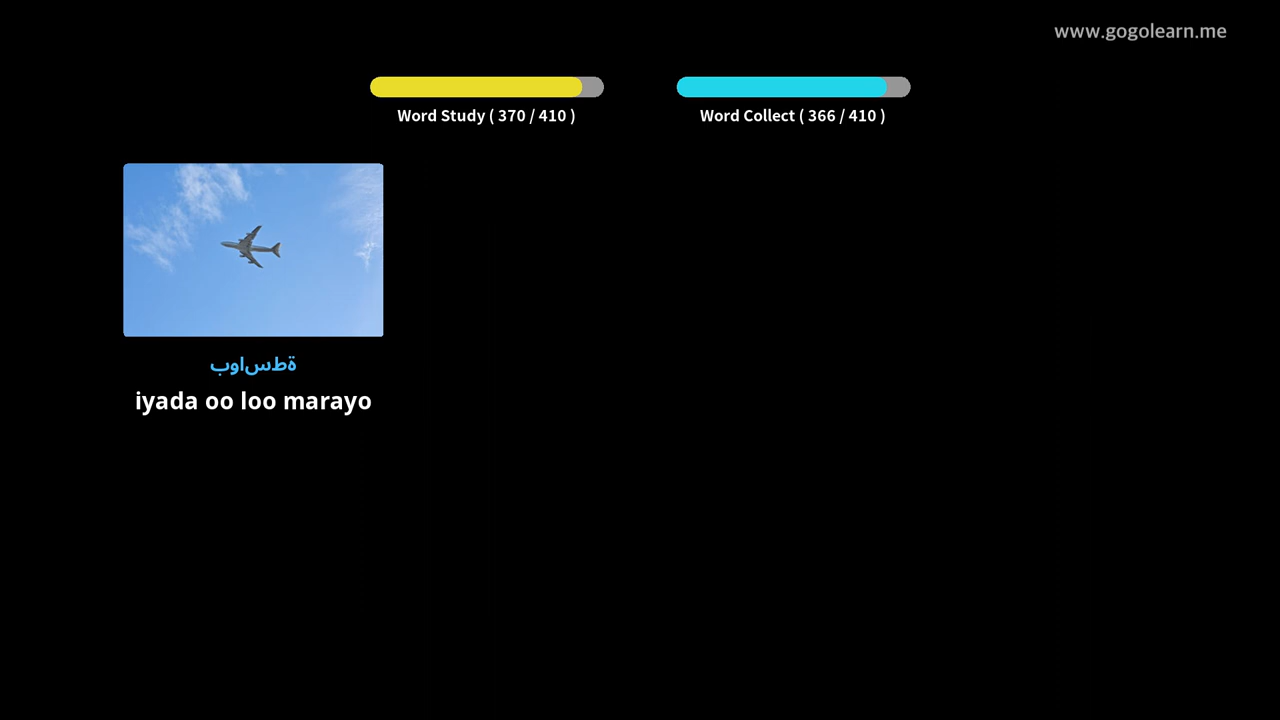 www.gogolearn.me
Word Study ( 370 / 410 )
Word Collect ( 366 / 410 )
ةطساوب
iyada oo loo marayo